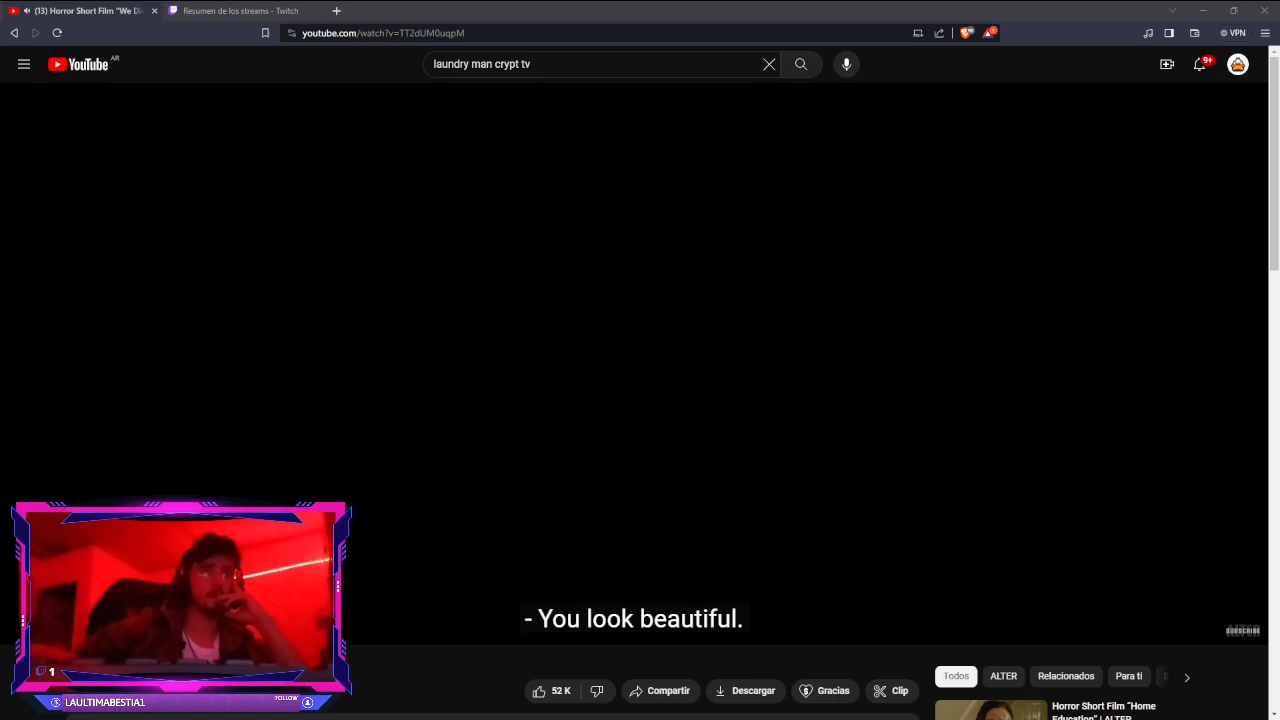 (13) Horror Short Film "We Di
Resumen de los streams - Twitch
youtube.com/watch?v=TT2dUM0uqpM
VPN
YouTube AR
laundry man crypt tv
9+
- You look beautiful.
SUBSCRIBE
1
FOLLOW
LAULTIMABESTIA1
52 K
Compartir
Descargar
Gracias
Clip
Todos
ALTER
Relacionados
Para ti
Horror Short Film “Home
Education” | ALTER